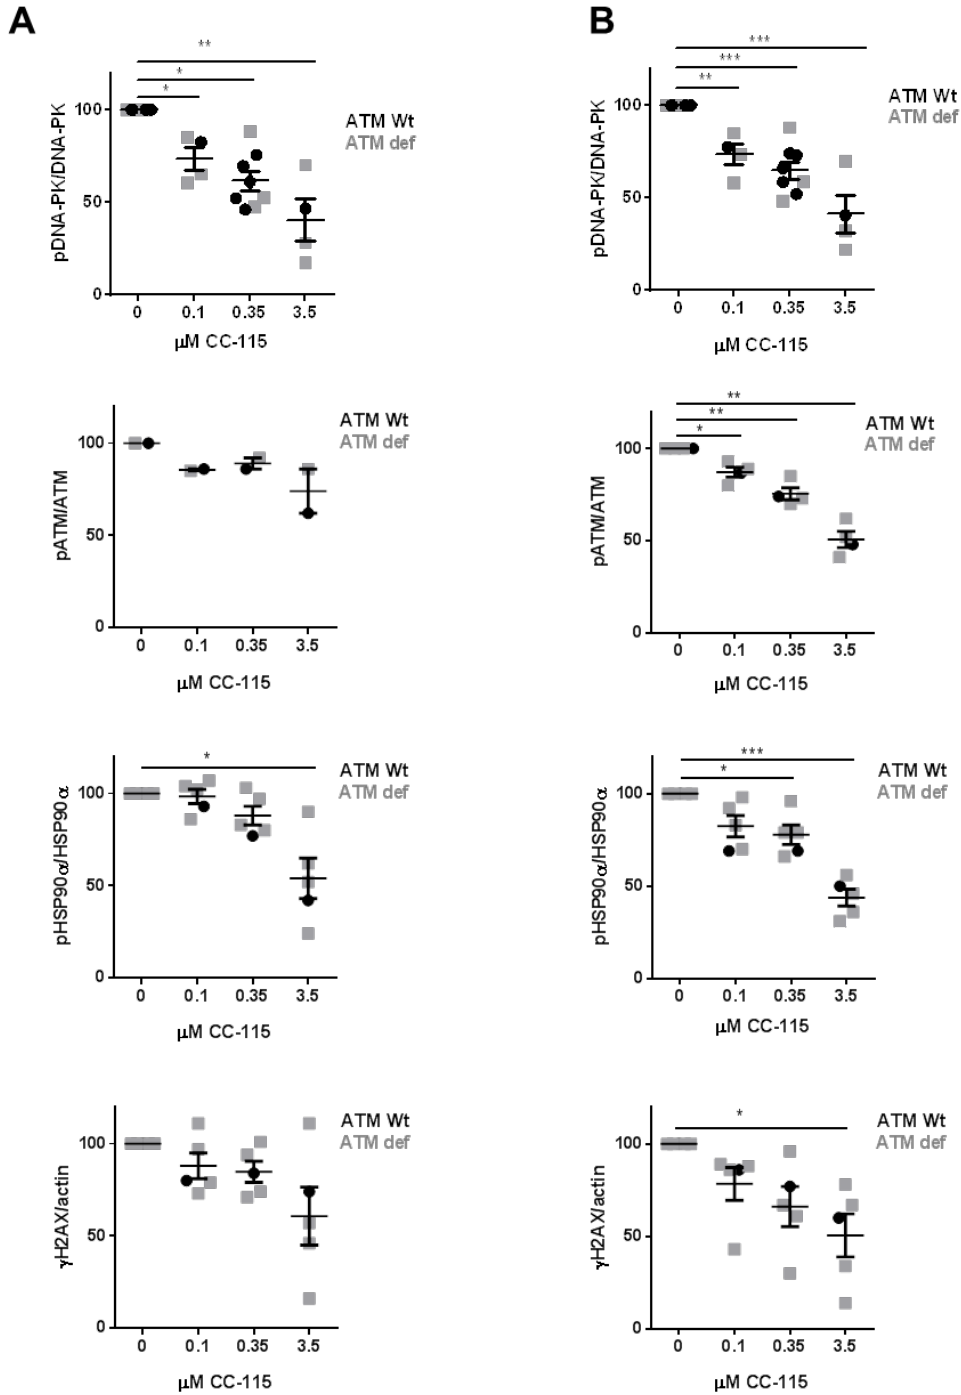 A
**
*
*
100
50
0
pDNA-PK/DNA-PK
ATM Wt
ATM def
0 0.1 0.35 3.5
μM CC-115
100
50
0
pATM/ATM
ATM Wt
ATM def
0 0.1 0.35 3.5
μM CC-115
*
100
50
0
pHSP90α/HSP90α
ATM Wt
ATM def
0 0.1 0.35 3.5
μM CC-115
100
50
0
γH2AX/actin
ATM Wt
ATM def
0 0.1 0.35 3.5
μM CC-115
B
***
***
**
100
50
0
pDNA-PK/DNA-PK
ATM Wt
ATM def
0 0.1 0.35 3.5
μM CC-115
**
**
*
100
50
0
pATM/ATM
ATM Wt
ATM def
0 0.1 0.35 3.5
μM CC-115
***
*
100
50
0
pHSP90α/HSP90α
ATM Wt
ATM def
0 0.1 0.35 3.5
μM CC-115
*
100
50
0
γH2AX/actin
ATM Wt
ATM def
0 0.1 0.35 3.5
μM CC-115